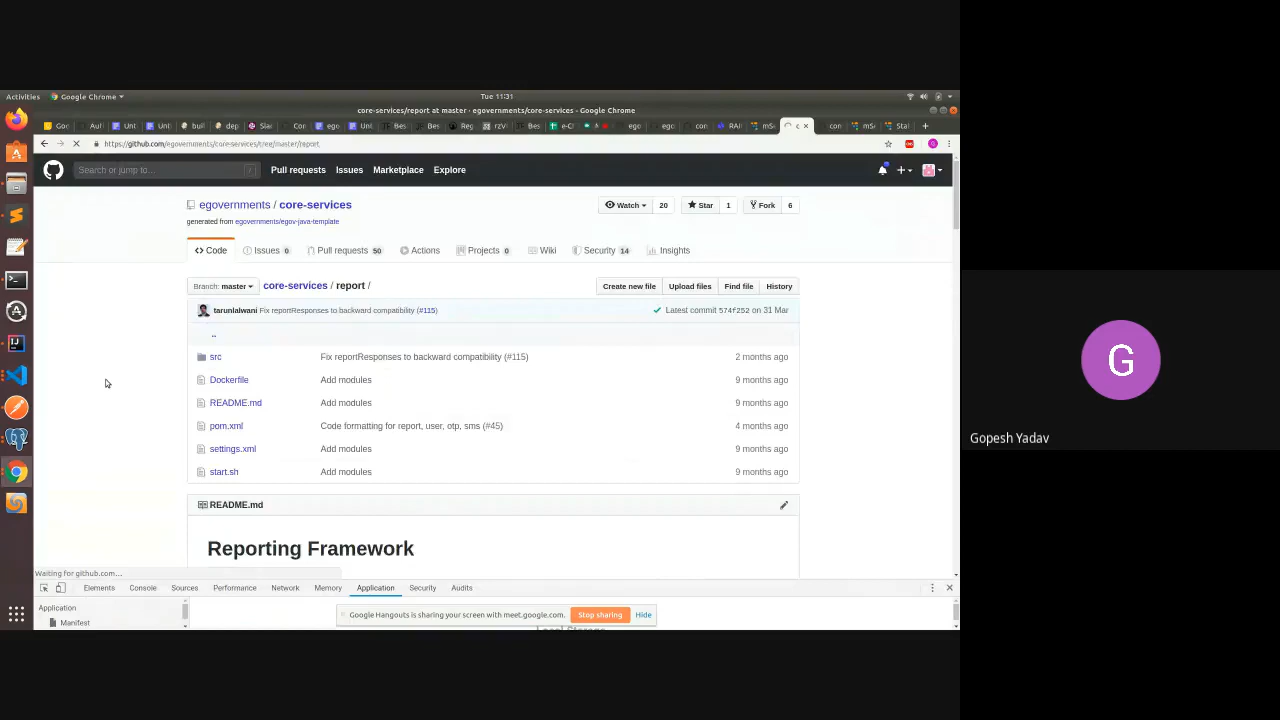 Activities Google Chrome Tue 11:31
core-services/report at master · egovernments/core-services - Google Chrome
https://github.com/egovernments/core-services/tree/master/report
Search or jump to... / Pull requests Issues Marketplace Explore
egovernments / core-services Watch 20 Star 1 Fork 6
generated from egovernments/egov-java-template
Code Issues 0 Pull requests 50 Actions Projects 0 Wiki Security 14 Insights
Branch: master core-services / report / Create new file Upload files Find file History
tarunlalwani Fix reportResponses to backward compatibility (#115) Latest commit 574f252 on 31 Mar
..
src Fix reportResponses to backward compatibility (#115) 2 months ago
Dockerfile Add modules 9 months ago
README.md Add modules 9 months ago
pom.xml Code formatting for report, user, otp, sms (#45) 4 months ago
settings.xml Add modules 9 months ago
start.sh Add modules 9 months ago
README.md
Reporting Framework
Waiting for github.com...
Elements Console Sources Performance Network Memory Application Security Audits
Application
Manifest
Google Hangouts is sharing your screen with meet.google.com. Stop sharing Hide
G
Gopesh Yadav